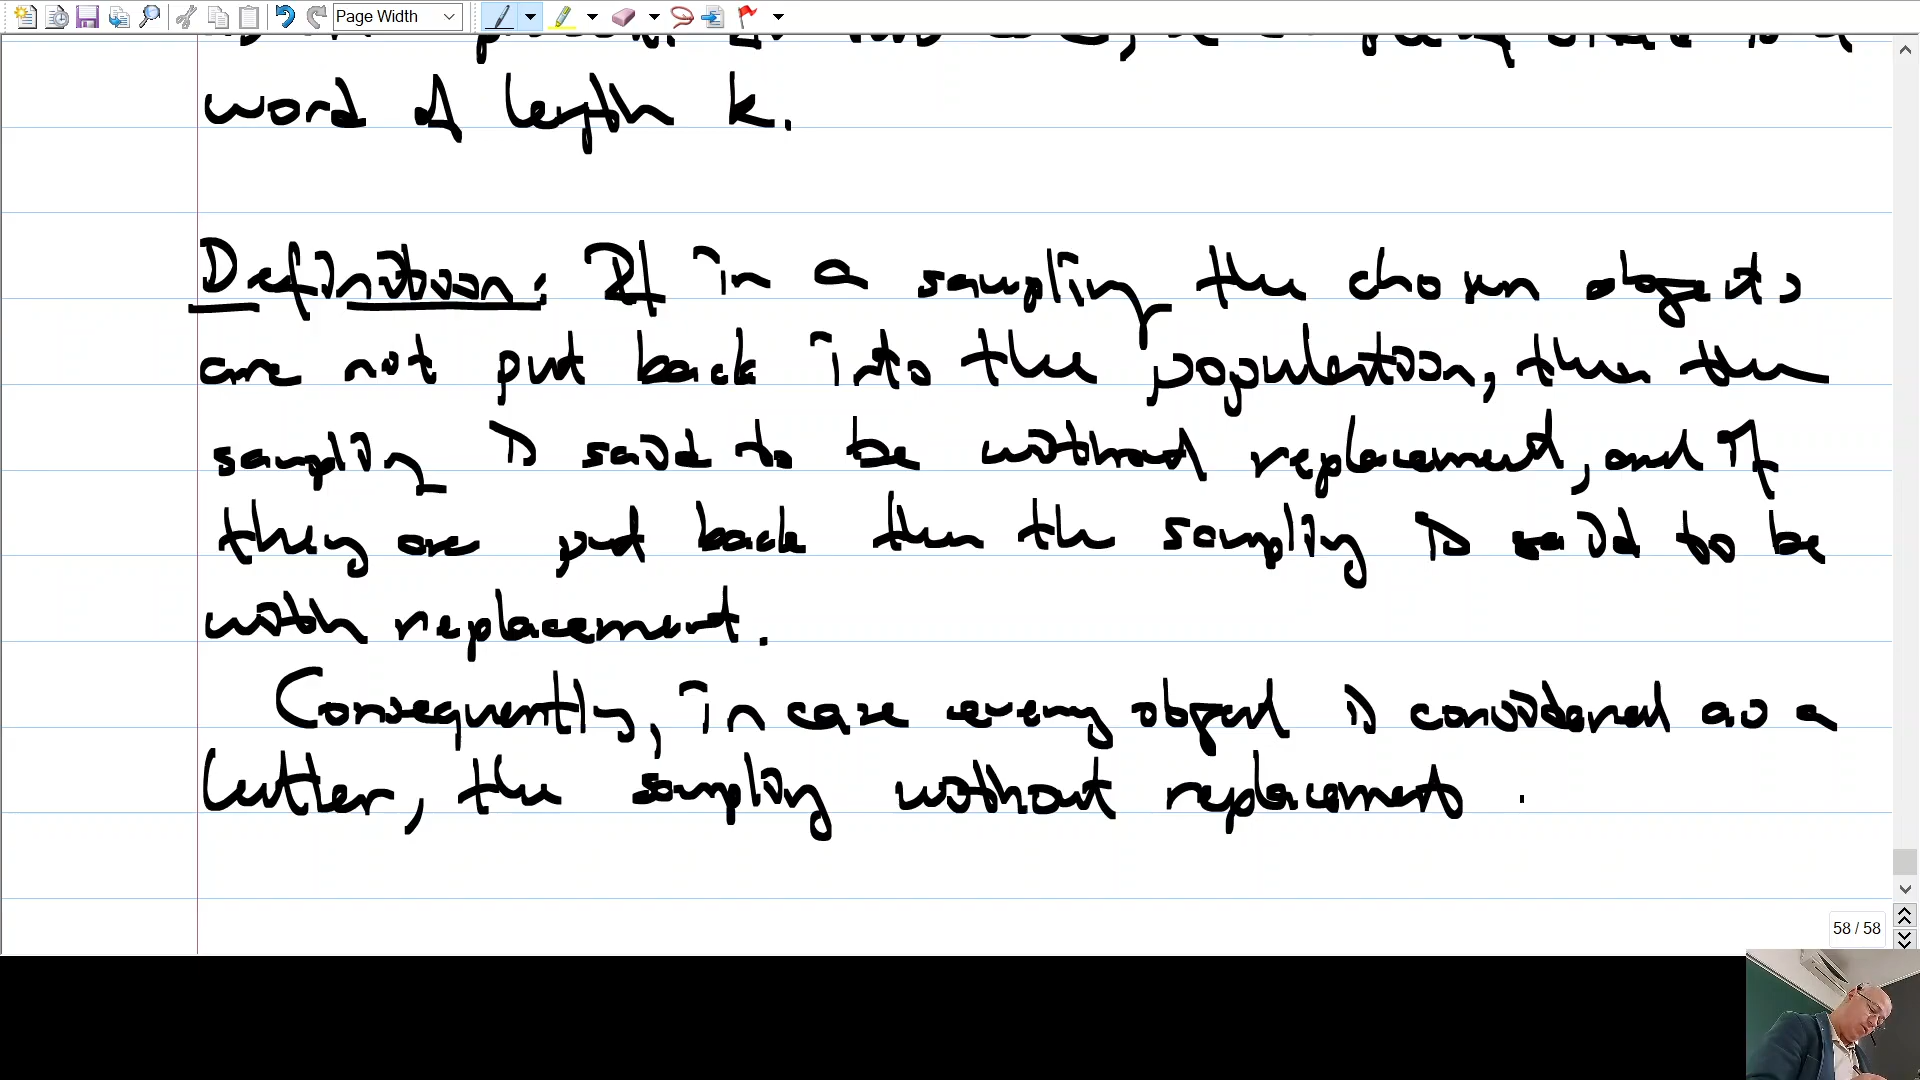 Page Width
word of length k.
Definition: If in a sampling the chosen objects
are not put back into the population, then the
sampling is said to be without replacement, and if
they are put back then the sampling is said to be
with replacement.
Consequently, in case every object is considered as a
letter, the sampling without replacement
58 / 58